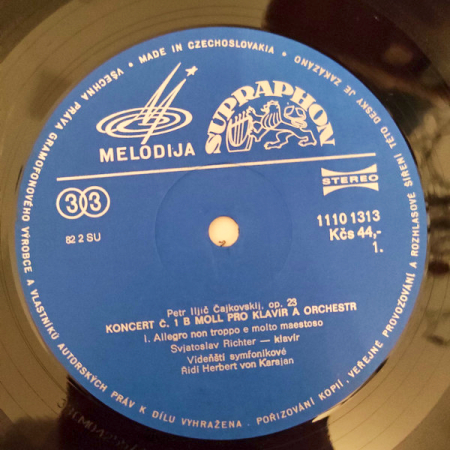 VŠECHNA PRÁVA GRAMOFONOVÉHO VÝROBCE A VLASTNÍKŮ AUTORSKÝCH PRÁV K DÍLU VYHRAŽENA. POŘIZOVÁNÍ KOPIÍ, VEŘEJNÉ PROVOZOVÁNÍ A ROZHLASOVÉ ŠÍŘENÍ TÉTO DESKY JE ZAKÁZÁNO • MADE IN CZECHOSLOVAKIA •
MELODIJA
SUPRAPHON
33
STEREO
82 2 SU
1110 1313
Kčs 44,-
1.
Petr Iljič Čajkovskij, op. 23
KONCERT Č. 1 B MOLL PRO KLAVÍR A ORCHESTR
I. Allegro non troppo e molto maestoso
Svjatoslav Richter — klavír
Vídeňští symfonikové
Řídí Herbert von Karajan